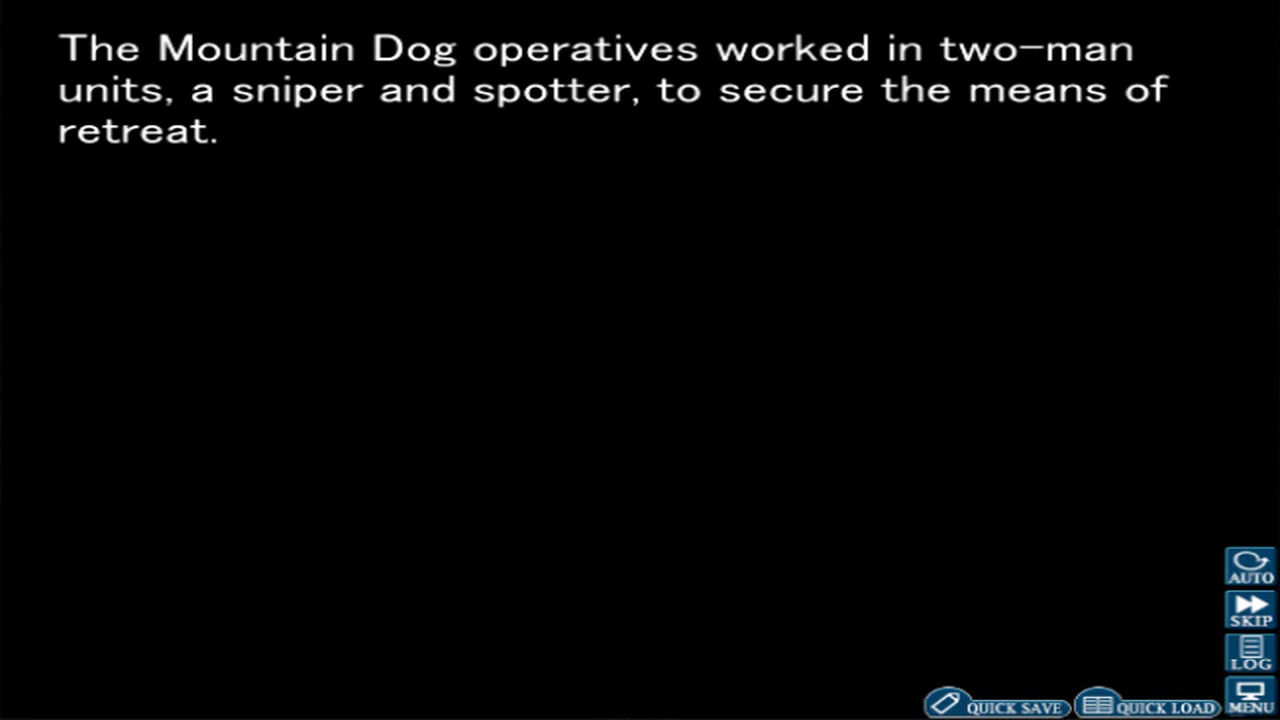 The Mountain Dog operatives worked in two-man
units, a sniper and spotter, to secure the means of
retreat.
AUTO
SKIP
LOG
MENU
QUICK SAVE
QUICK LOAD